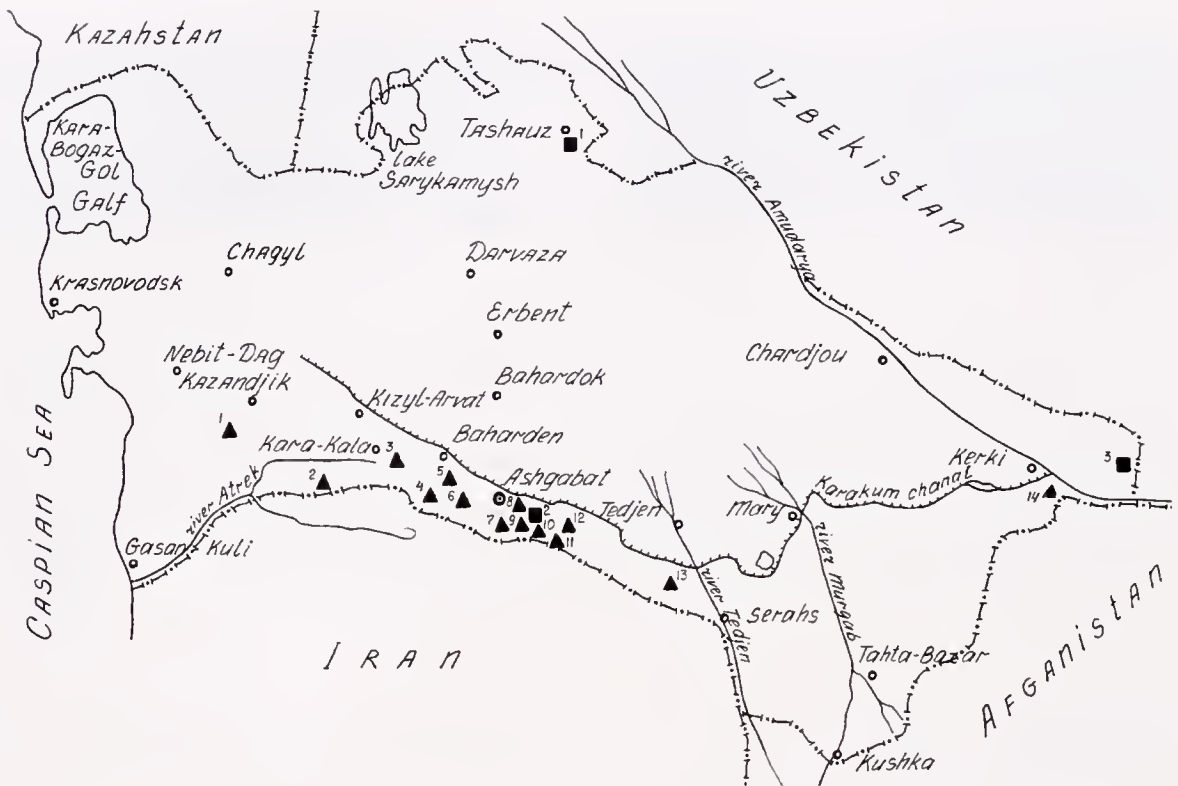 Kazahstan
Uzbekistan
Kara-
Bogaz-
Gol
Galf
Tashauz
1
lake
Sarykamysh
river Amudarya
Chagyl
Darvaza
Krasnovodsk
Erbent
Chardjou
Nebit-Dag
Kazandjik
Bahardok
Kizyl-Arvat
1
Kara-Kala
3
Baharden
Kerki
3
2
river Atrek
4
5
6
Ashgabat
8
2
7
9
10
12
11
Tedjen
Mary
Karakum chanal
14
Gasan Kuli
13
river Tedjen
Serahs
river Murgab
Caspian Sea
Iran
Tahta-Bazar
Afganistan
Kushka